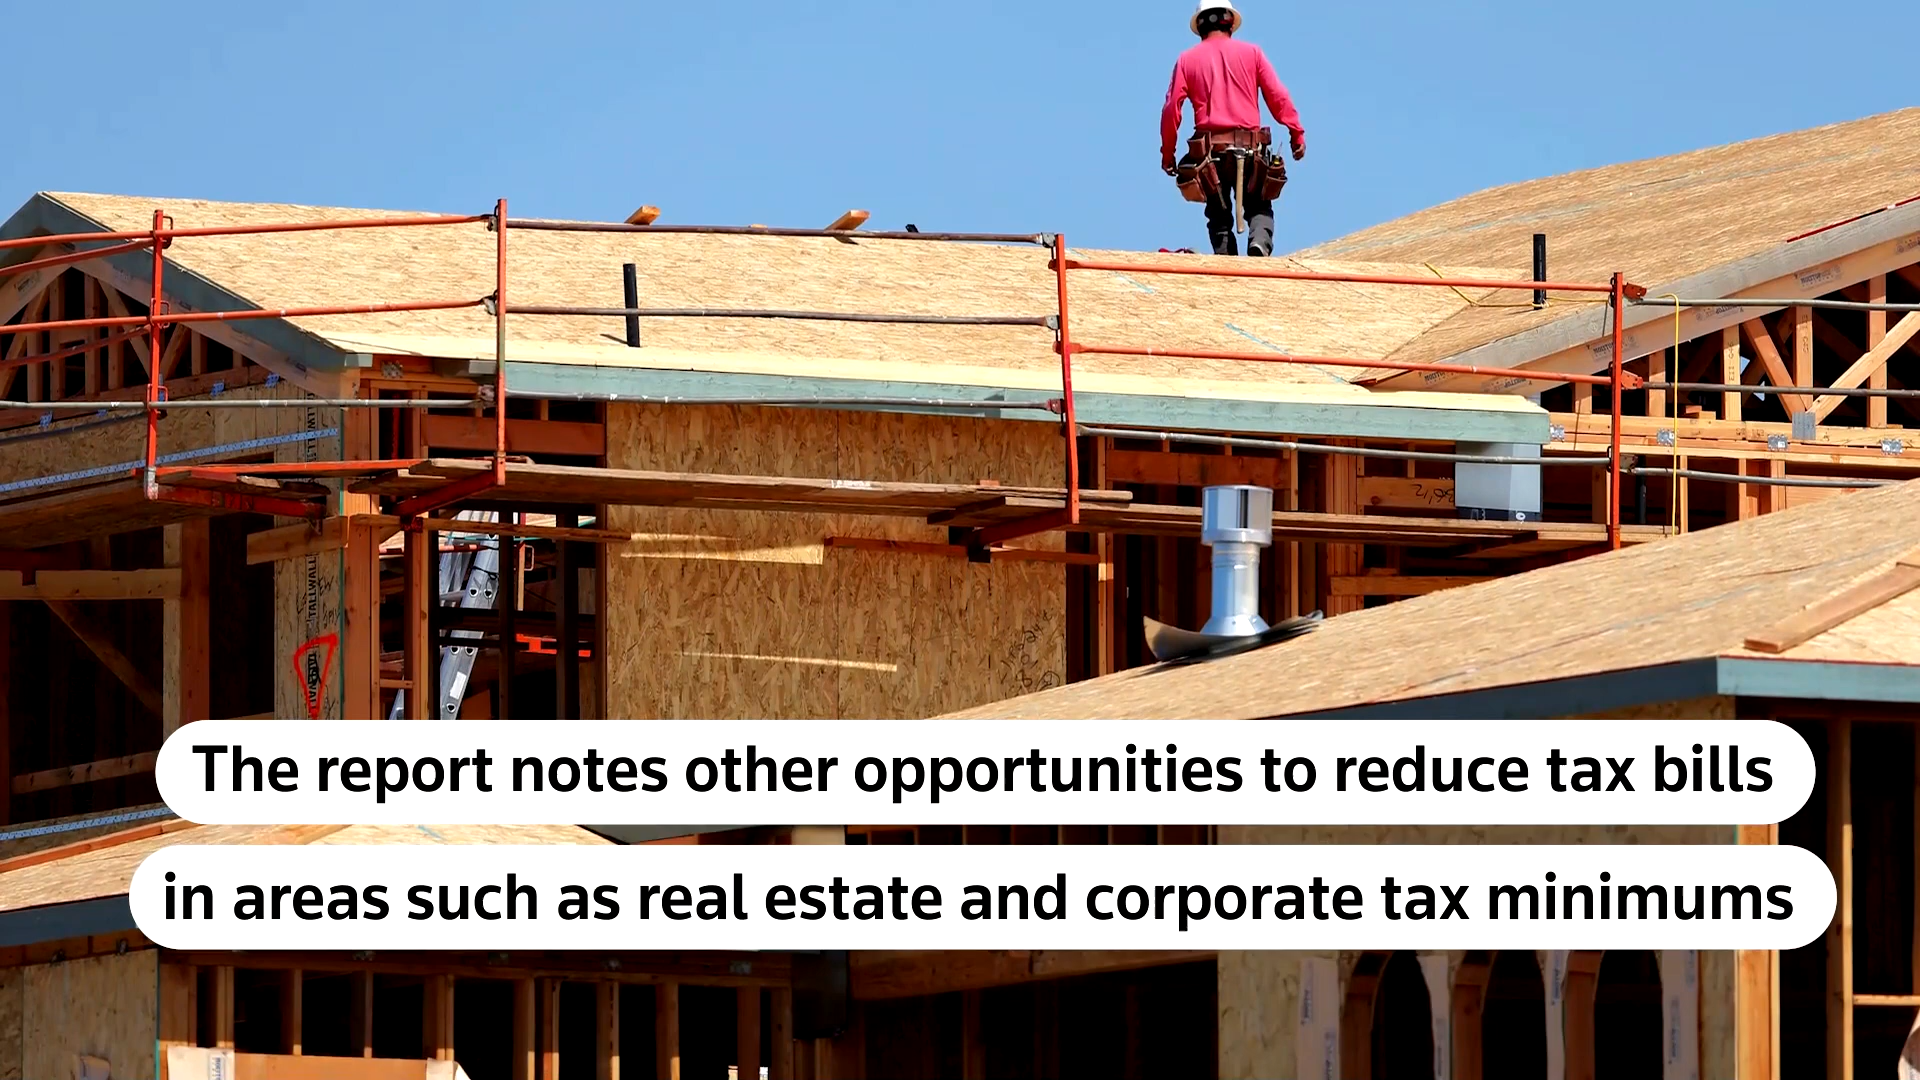 The report notes other opportunities to reduce tax bills
in areas such as real estate and corporate tax minimums